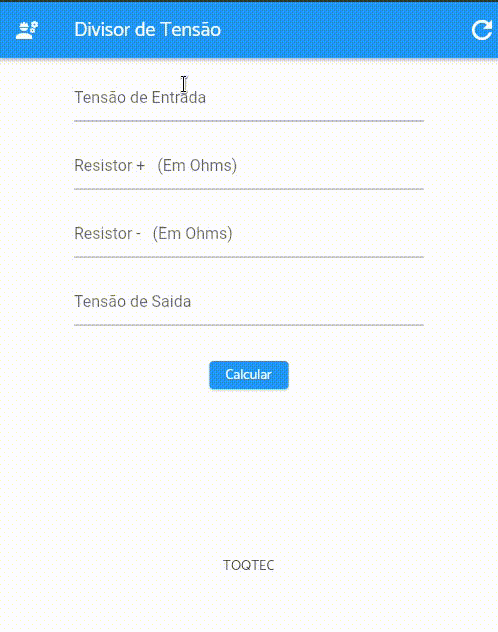 Divisor de Tensão
Tensão de Entrada
Resistor + (Em Ohms)
Resistor - (Em Ohms)
Tensão de Saida
Calcular
TOQTEC